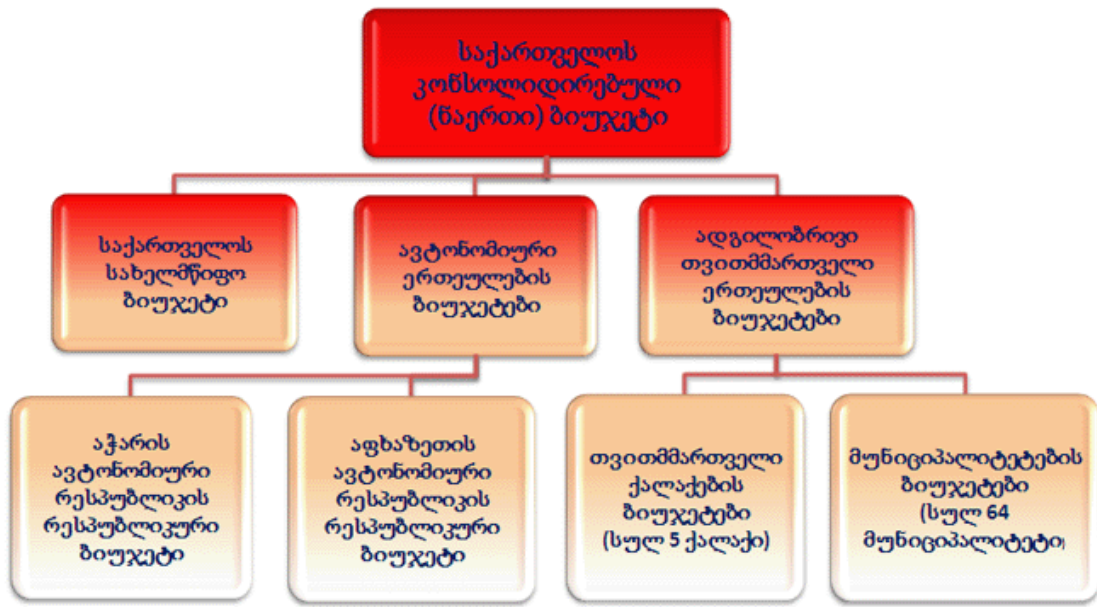 საქართველოს
კონსოლიდირებული
(ნაერთი) ბიუჯეტი
საქართველოს
სახელმწიფო
ბიუჯეტი
ავტონომიური
ერთეულების
ბიუჯეტები
ადგილობრივი
თვითმმართველი
ერთეულების
ბიუჯეტები
აჭარის
ავტონომიური
რესპუბლიკის
რესპუბლიკური
ბიუჯეტი
აფხაზეთის
ავტონომიური
რესპუბლიკის
რესპუბლიკური
ბიუჯეტი
თვითმმართველი
ქალაქების
ბიუჯეტები
(სულ 5 ქალაქი)
მუნიციპალიტეტების
ბიუჯეტები
(სულ 64
მუნიციპალიტეტი)